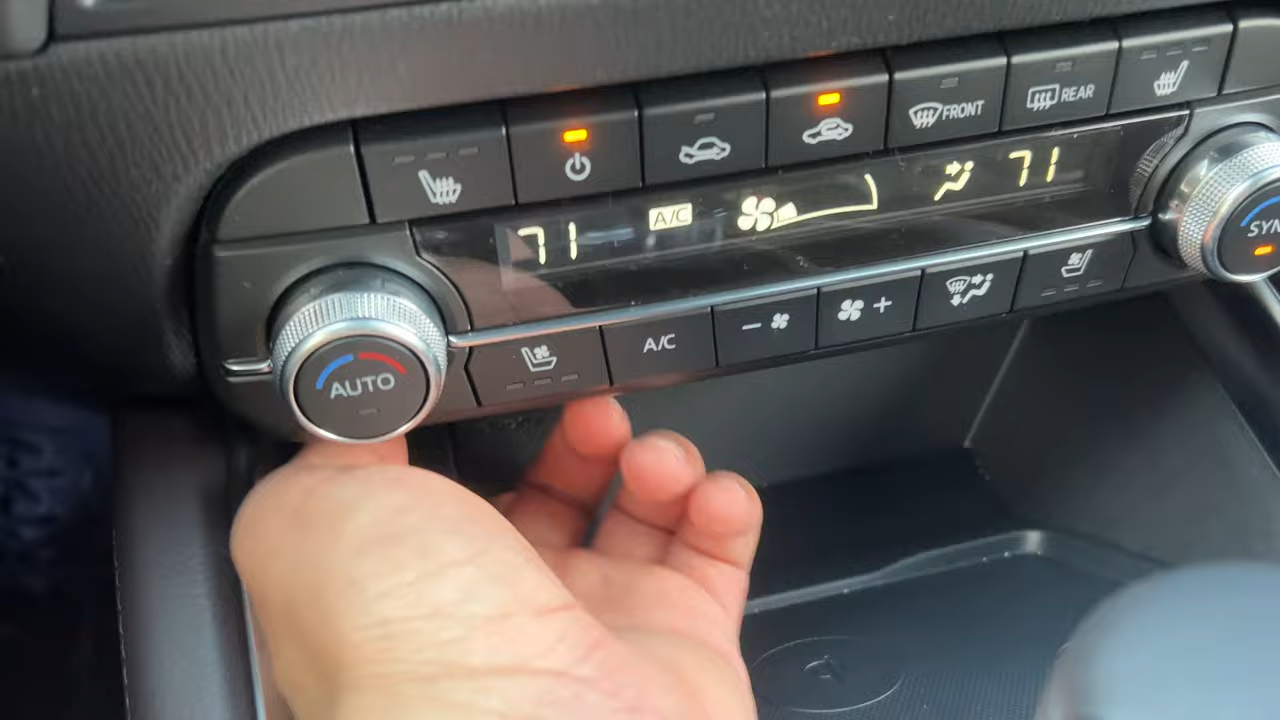 FRONT
REAR
71
A/C
71
AUTO
A/C
− +
SYN